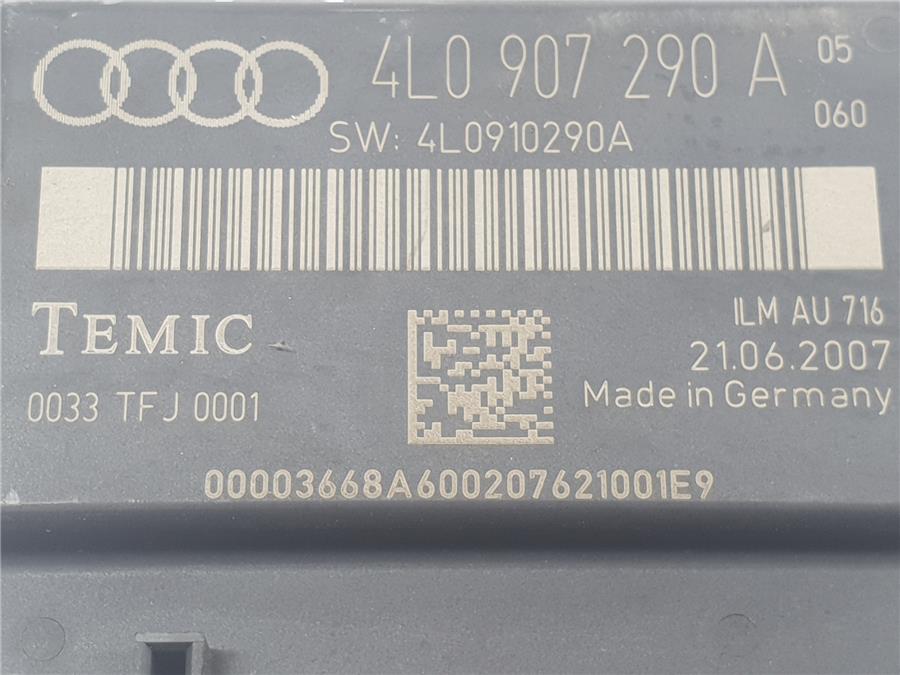 4L0 907 290 A 05
060
SW: 4L0910290A
TEMIC
ILM AU 716
21.06.2007
0033 TFJ 0001
Made in Germany
00003668A600207621001E9